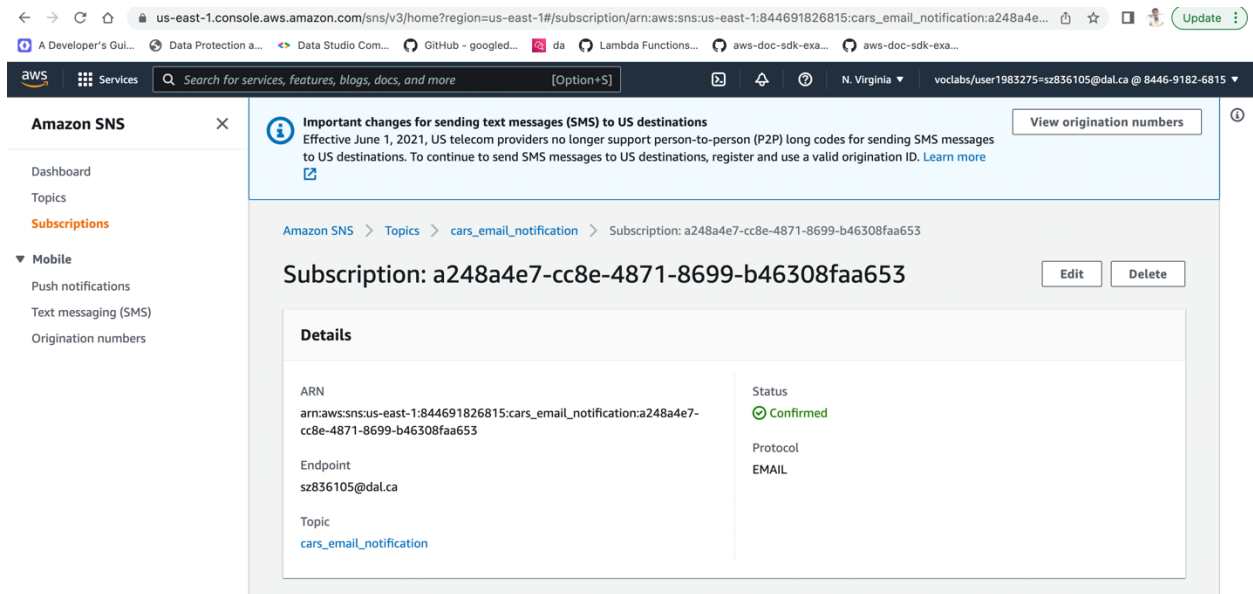 us-east-1.console.aws.amazon.com/sns/v3/home?region=us-east-1#/subscription/arn:aws:sns:us-east-1:844691826815:cars_email_notification:a248a4e...
Update
A Developer's Gui...
Data Protection a...
Data Studio Com...
GitHub - googled...
da
Lambda Functions...
aws-doc-sdk-exa...
aws-doc-sdk-exa...
aws
Services
Search for services, features, blogs, docs, and more
[Option+S]
N. Virginia
voclabs/user1983275=sz836105@dal.ca @ 8446-9182-6815
Amazon SNS
Dashboard
Topics
Subscriptions
Mobile
Push notifications
Text messaging (SMS)
Origination numbers
Important changes for sending text messages (SMS) to US destinations
Effective June 1, 2021, US telecom providers no longer support person-to-person (P2P) long codes for sending SMS messages
to US destinations. To continue to send SMS messages to US destinations, register and use a valid origination ID. Learn more
View origination numbers
Amazon SNS > Topics > cars_email_notification > Subscription: a248a4e7-cc8e-4871-8699-b46308faa653
Subscription: a248a4e7-cc8e-4871-8699-b46308faa653
Edit
Delete
Details
ARN
arn:aws:sns:us-east-1:844691826815:cars_email_notification:a248a4e7-
cc8e-4871-8699-b46308faa653
Endpoint
sz836105@dal.ca
Topic
cars_email_notification
Status
Confirmed
Protocol
EMAIL